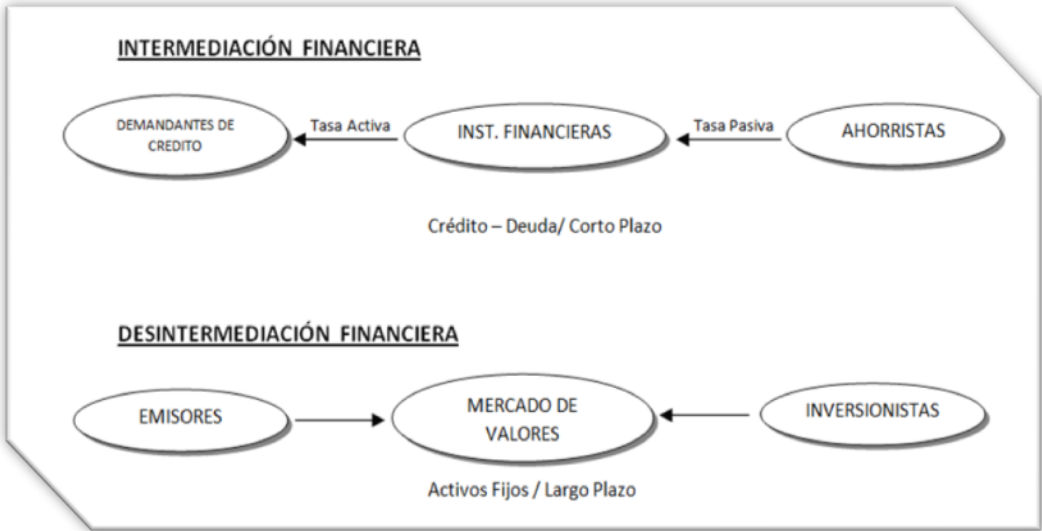 INTERMEDIACIÓN FINANCIERA
DEMANDANTES DE
CREDITO
Tasa Activa
INST. FINANCIERAS
Tasa Pasiva
AHORRISTAS
Crédito – Deuda/ Corto Plazo
DESINTERMEDIACIÓN FINANCIERA
EMISORES
MERCADO DE
VALORES
INVERSIONISTAS
Activos Fijos / Largo Plazo